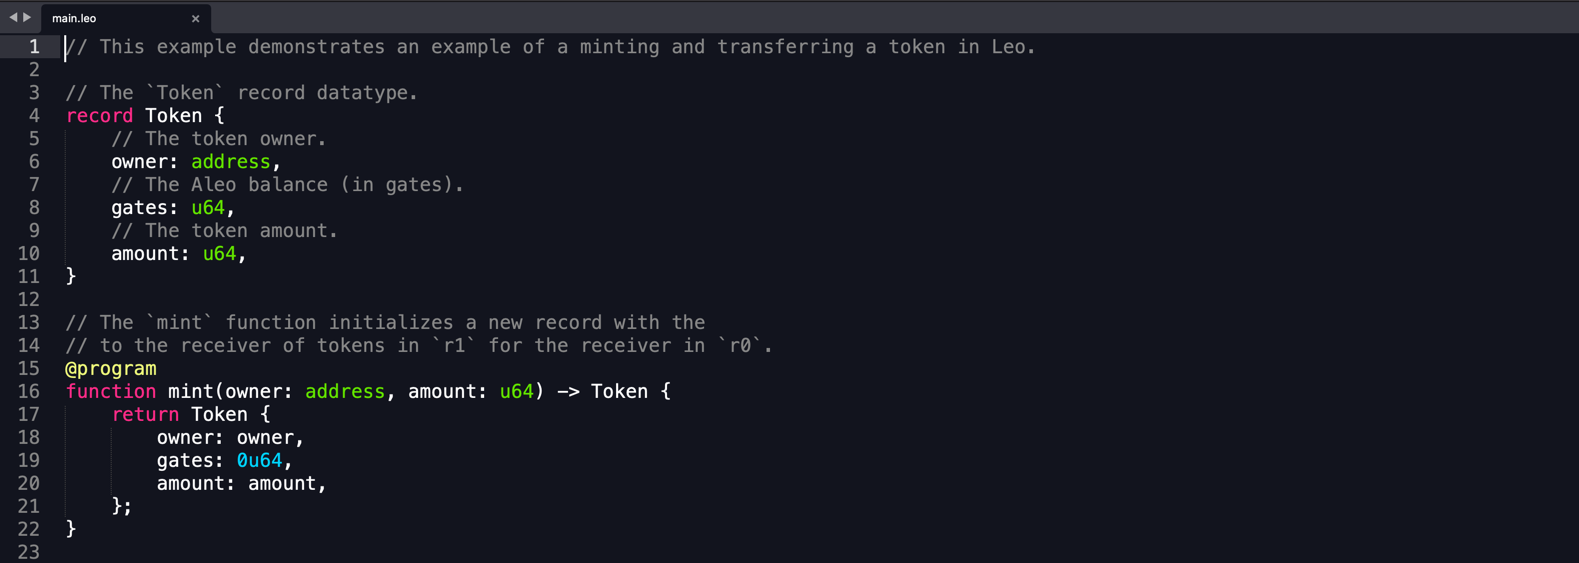 main.leo
1 // This example demonstrates an example of a minting and transferring a token in Leo.
2
3 // The `Token` record datatype.
4 record Token {
5     // The token owner.
6     owner: address,
7     // The Aleo balance (in gates).
8     gates: u64,
9     // The token amount.
10     amount: u64,
11 }
12
13 // The `mint` function initializes a new record with the
14 // to the receiver of tokens in `r1` for the receiver in `r0`.
15 @program
16 function mint(owner: address, amount: u64) -> Token {
17     return Token {
18         owner: owner,
19         gates: 0u64,
20         amount: amount,
21     };
22 }
23